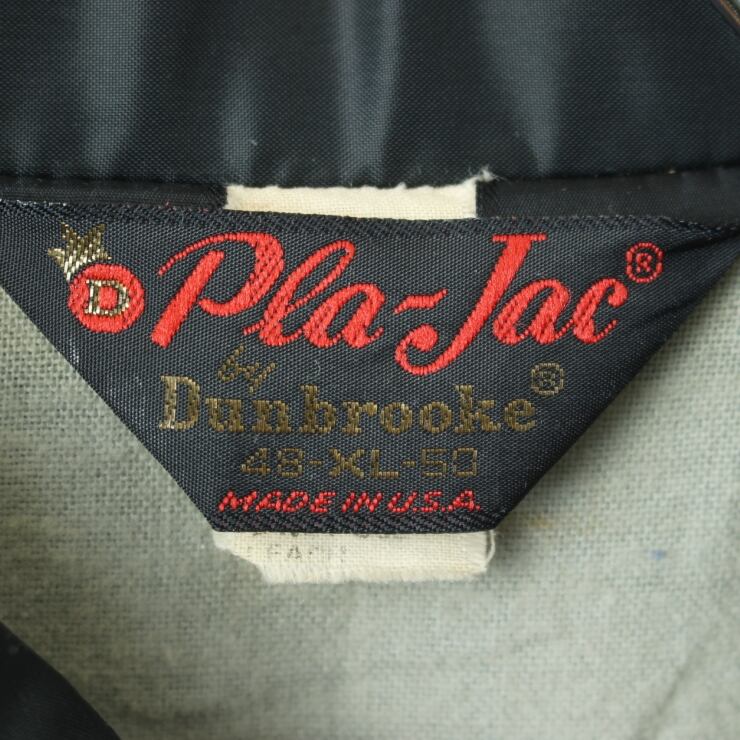 D Pla-Jac®
by
Dunbrooke®
48-XL-50
MADE IN U.S.A.